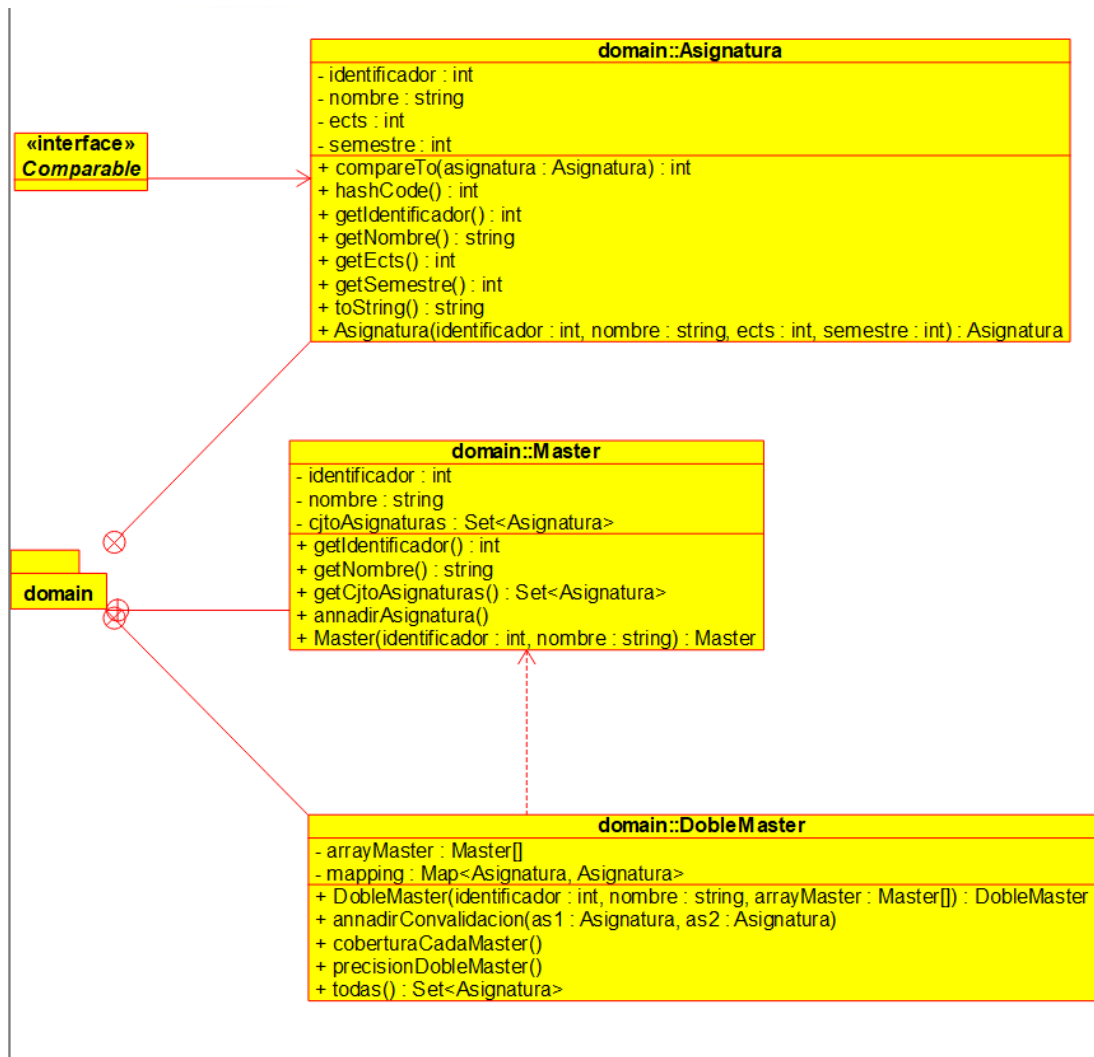 domain::Asignatura
- identificador : int
- nombre : string
- ects : int
- semestre : int
«interface»
Comparable
+ compareTo(asignatura : Asignatura) : int
+ hashCode() : int
+ getIdentificador() : int
+ getNombre() : string
+ getEcts() : int
+ getSemestre() : int
+ toString() : string
+ Asignatura(identificador : int, nombre : string, ects : int, semestre : int) : Asignatura
domain::Master
- identificador : int
- nombre : string
- cjtoAsignaturas : Set<Asignatura>
+ getIdentificador() : int
+ getNombre() : string
+ getCjtoAsignaturas() : Set<Asignatura>
+ annadirAsignatura()
+ Master(identificador : int, nombre : string) : Master
domain
domain::DobleMaster
- arrayMaster : Master[]
- mapping : Map<Asignatura, Asignatura>
+ DobleMaster(identificador : int, nombre : string, arrayMaster : Master[]) : DobleMaster
+ annadirConvalidacion(as1 : Asignatura, as2 : Asignatura)
+ coberturaCadaMaster()
+ precisionDobleMaster()
+ todas() : Set<Asignatura>